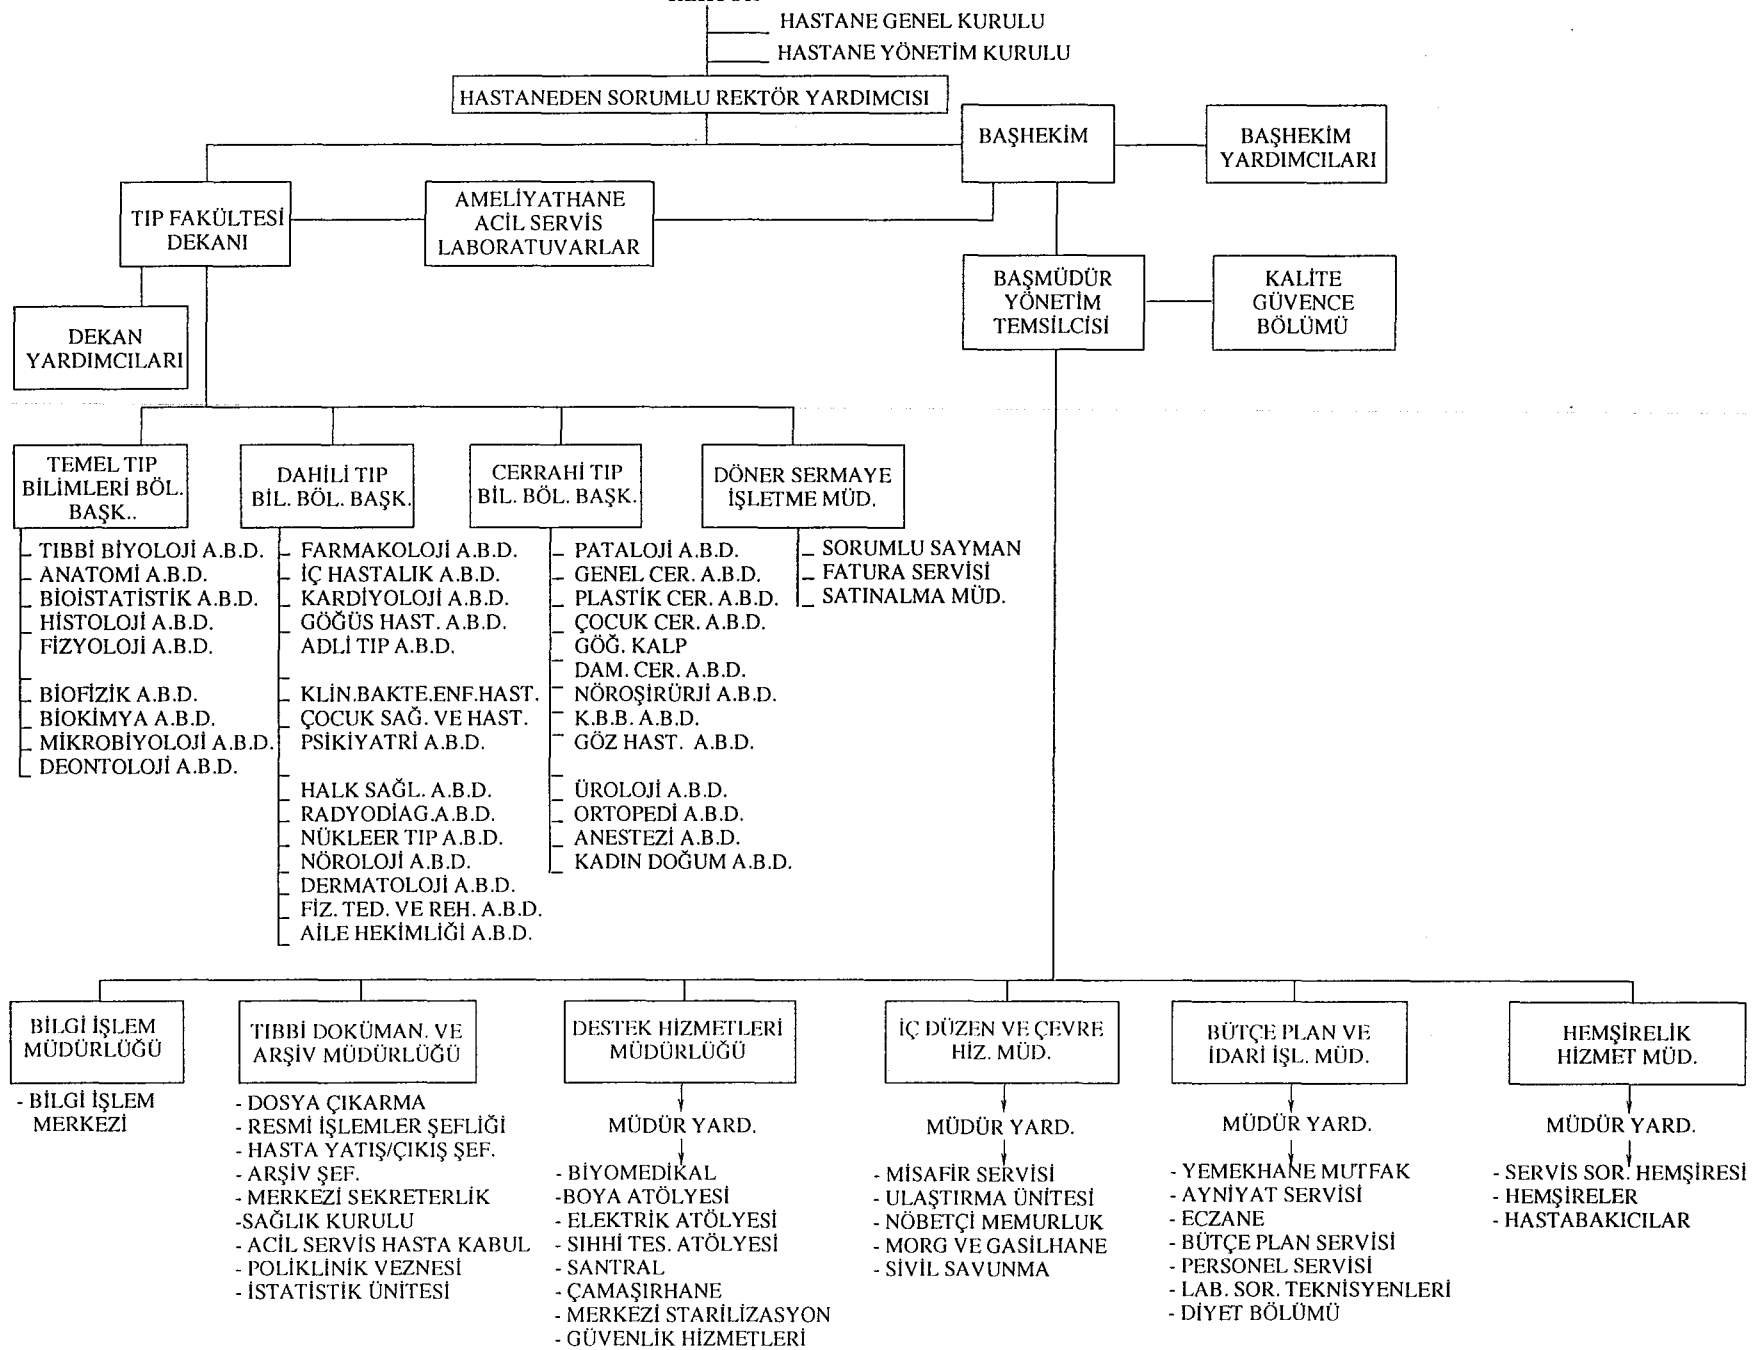 HASTANE GENEL KURULU
HASTANE YÖNETİM KURULU
HASTANEDEN SORUMLU REKTÖR YARDIMCISI
BAŞHEKİM
BAŞHEKİM
YARDIMCILARI
TIP FAKÜLTESİ
DEKANI
AMELİYATHANE
ACİL SERVİS
LABORATUVARLAR
BAŞMÜDÜR
YÖNETİM
TEMSİLCİSİ
KALİTE
GÜVENCE
BÖLÜMÜ
DEKAN
YARDIMCILARI
TEMEL TIP
BİLİMLERİ BÖL.
BAŞK..
TIBBİ BİYOLOJİ A.B.D.
ANATOMİ A.B.D.
BİOİSTATİSTİK A.B.D.
HİSTOLOJİ A.B.D.
FİZYOLOJİ A.B.D.
BİOFİZİK A.B.D.
BİOKİMYA A.B.D.
MİKROBİYOLOJİ A.B.D.
DEONTOLOJİ A.B.D.
DAHİLİ TIP
BİL. BÖL. BAŞK.
FARMAKOLOJİ A.B.D.
İÇ HASTALIK A.B.D.
KARDİYOLOJİ A.B.D.
GÖĞÜS HAST. A.B.D.
ADLİ TIP A.B.D.
KLİN.BAKTE.ENF.HAST.
ÇOCUK SAĞ. VE HAST.
PSİKİYATRİ A.B.D.
HALK SAĞL. A.B.D.
RADYODİAG.A.B.D.
NÜKLEER TIP A.B.D.
NÖROLOJİ A.B.D.
DERMATOLOJİ A.B.D.
FİZ. TED. VE REH. A.B.D.
AİLE HEKİMLİĞİ A.B.D.
CERRAHİ TIP
BİL. BÖL. BAŞK.
PATALOJİ A.B.D.
GENEL CER. A.B.D.
PLASTİK CER. A.B.D.
ÇOCUK CER. A.B.D.
GÖĞ. KALP
DAM. CER. A.B.D.
NÖROŞİRÜRJİ A.B.D.
K.B.B. A.B.D.
GÖZ HAST. A.B.D.
ÜROLOJİ A.B.D.
ORTOPEDİ A.B.D.
ANESTEZİ A.B.D.
KADIN DOĞUM A.B.D.
DÖNER SERMAYE
İŞLETME MÜD.
SORUMLU SAYMAN
FATURA SERVİSİ
SATINALMA MÜD.
BİLGİ İŞLEM
MÜDÜRLÜĞÜ
- BİLGİ İŞLEM
MERKEZİ
TIBBİ DOKÜMAN. VE
ARŞİV MÜDÜRLÜĞÜ
- DOSYA ÇIKARMA
- RESMİ İŞLEMLER ŞEFLİĞİ
- HASTA YATIŞ/ÇIKIŞ ŞEF.
- ARŞİV ŞEF.
- MERKEZİ SEKRETERLİK
-SAĞLIK KURULU
- ACİL SERVİS HASTA KABUL
- POLİKLİNİK VEZNESİ
- İSTATİSTİK ÜNİTESİ
DESTEK HİZMETLERİ
MÜDÜRLÜĞÜ
MÜDÜR YARD.
- BİYOMEDİKAL
-BOYA ATÖLYESİ
- ELEKTRİK ATÖLYESİ
- SIHHİ TES. ATÖLYESİ
- SANTRAL
- ÇAMAŞIRHANE
- MERKEZİ STARİLİZASYON
- GÜVENLİK HİZMETLERİ
İÇ DÜZEN VE ÇEVRE
HİZ. MÜD.
MÜDÜR YARD.
- MİSAFİR SERVİSİ
- ULAŞTIRMA ÜNİTESİ
- NÖBETÇİ MEMURLUK
- MORG VE GASİLHANE
- SİVİL SAVUNMA
BÜTÇE PLAN VE
İDARİ İŞL. MÜD.
MÜDÜR YARD.
- YEMEKHANE MUTFAK
- AYNİYAT SERVİSİ
- ECZANE
- BÜTÇE PLAN SERVİSİ
- PERSONEL SERVİSİ
- LAB. SOR. TEKNİSYENLERİ
- DİYET BÖLÜMÜ
HEMŞİRELİK
HİZMET MÜD.
MÜDÜR YARD.
- SERVİS SOR. HEMŞİRESİ
- HEMŞİRELER
- HASTABAKICILAR